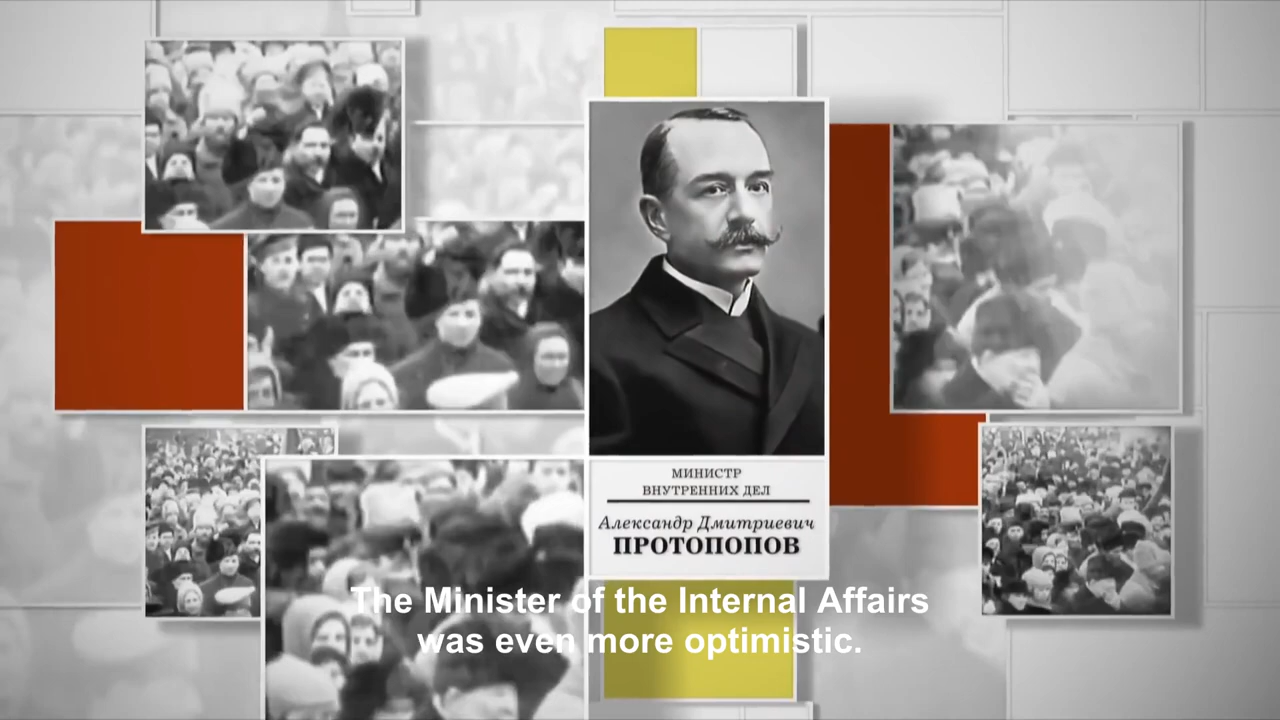 МИНИСТР
ВНУТРЕННИХ ДЕЛ
Александр Дмитриевич
ПРОТОПОПОВ
The Minister of the Internal Affairs
was even more optimistic.